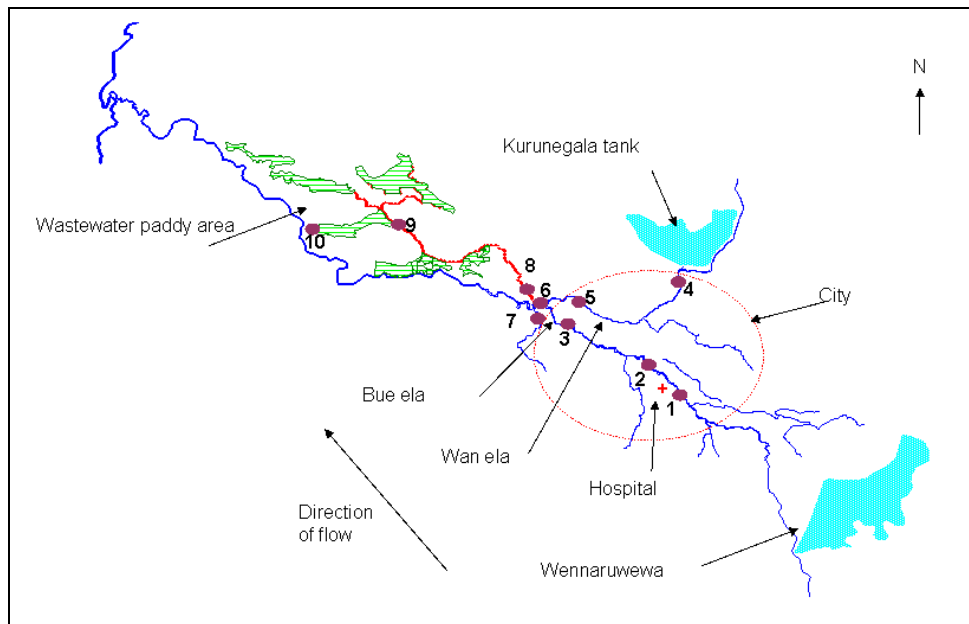 N
Kurunegala tank
Wastewater paddy area
9
10
8
6
5
4
City
7
3
Bue ela
2
1
Wan ela
Hospital
Direction
of flow
Wennaruwewa